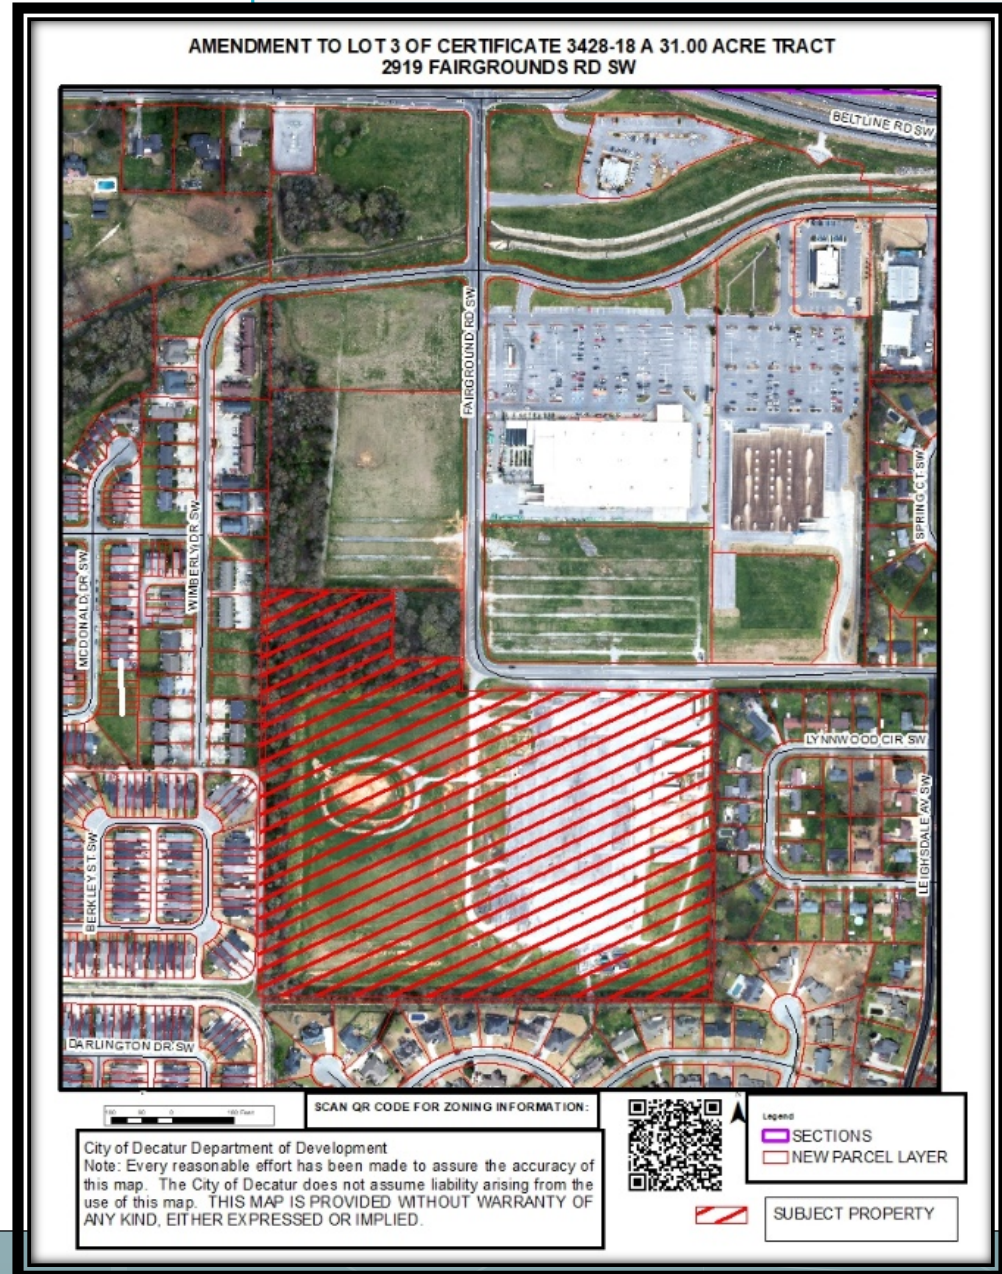 AMENDMENT TO LOT 3 OF CERTIFICATE 3428-18 A 31.00 ACRE TRACT
2919 FAIRGROUNDS RD SW
BELTLINE RD SW
FAIRGROUND RD SW
SPRING CT SW
WIMBERLY DR SW
MCDONALD DR SW
LYNNWOOD CIR SW
LEIGHSDALE AV SW
BERKLEY ST SW
DARLINGTON DR SW
SCAN QR CODE FOR ZONING INFORMATION:
City of Decatur Department of Development
Note: Every reasonable effort has been made to assure the accuracy of
this map. The City of Decatur does not assume liability arising from the
use of this map. THIS MAP IS PROVIDED WITHOUT WARRANTY OF
ANY KIND, EITHER EXPRESSED OR IMPLIED.
Legend
SECTIONS
NEW PARCEL LAYER
SUBJECT PROPERTY